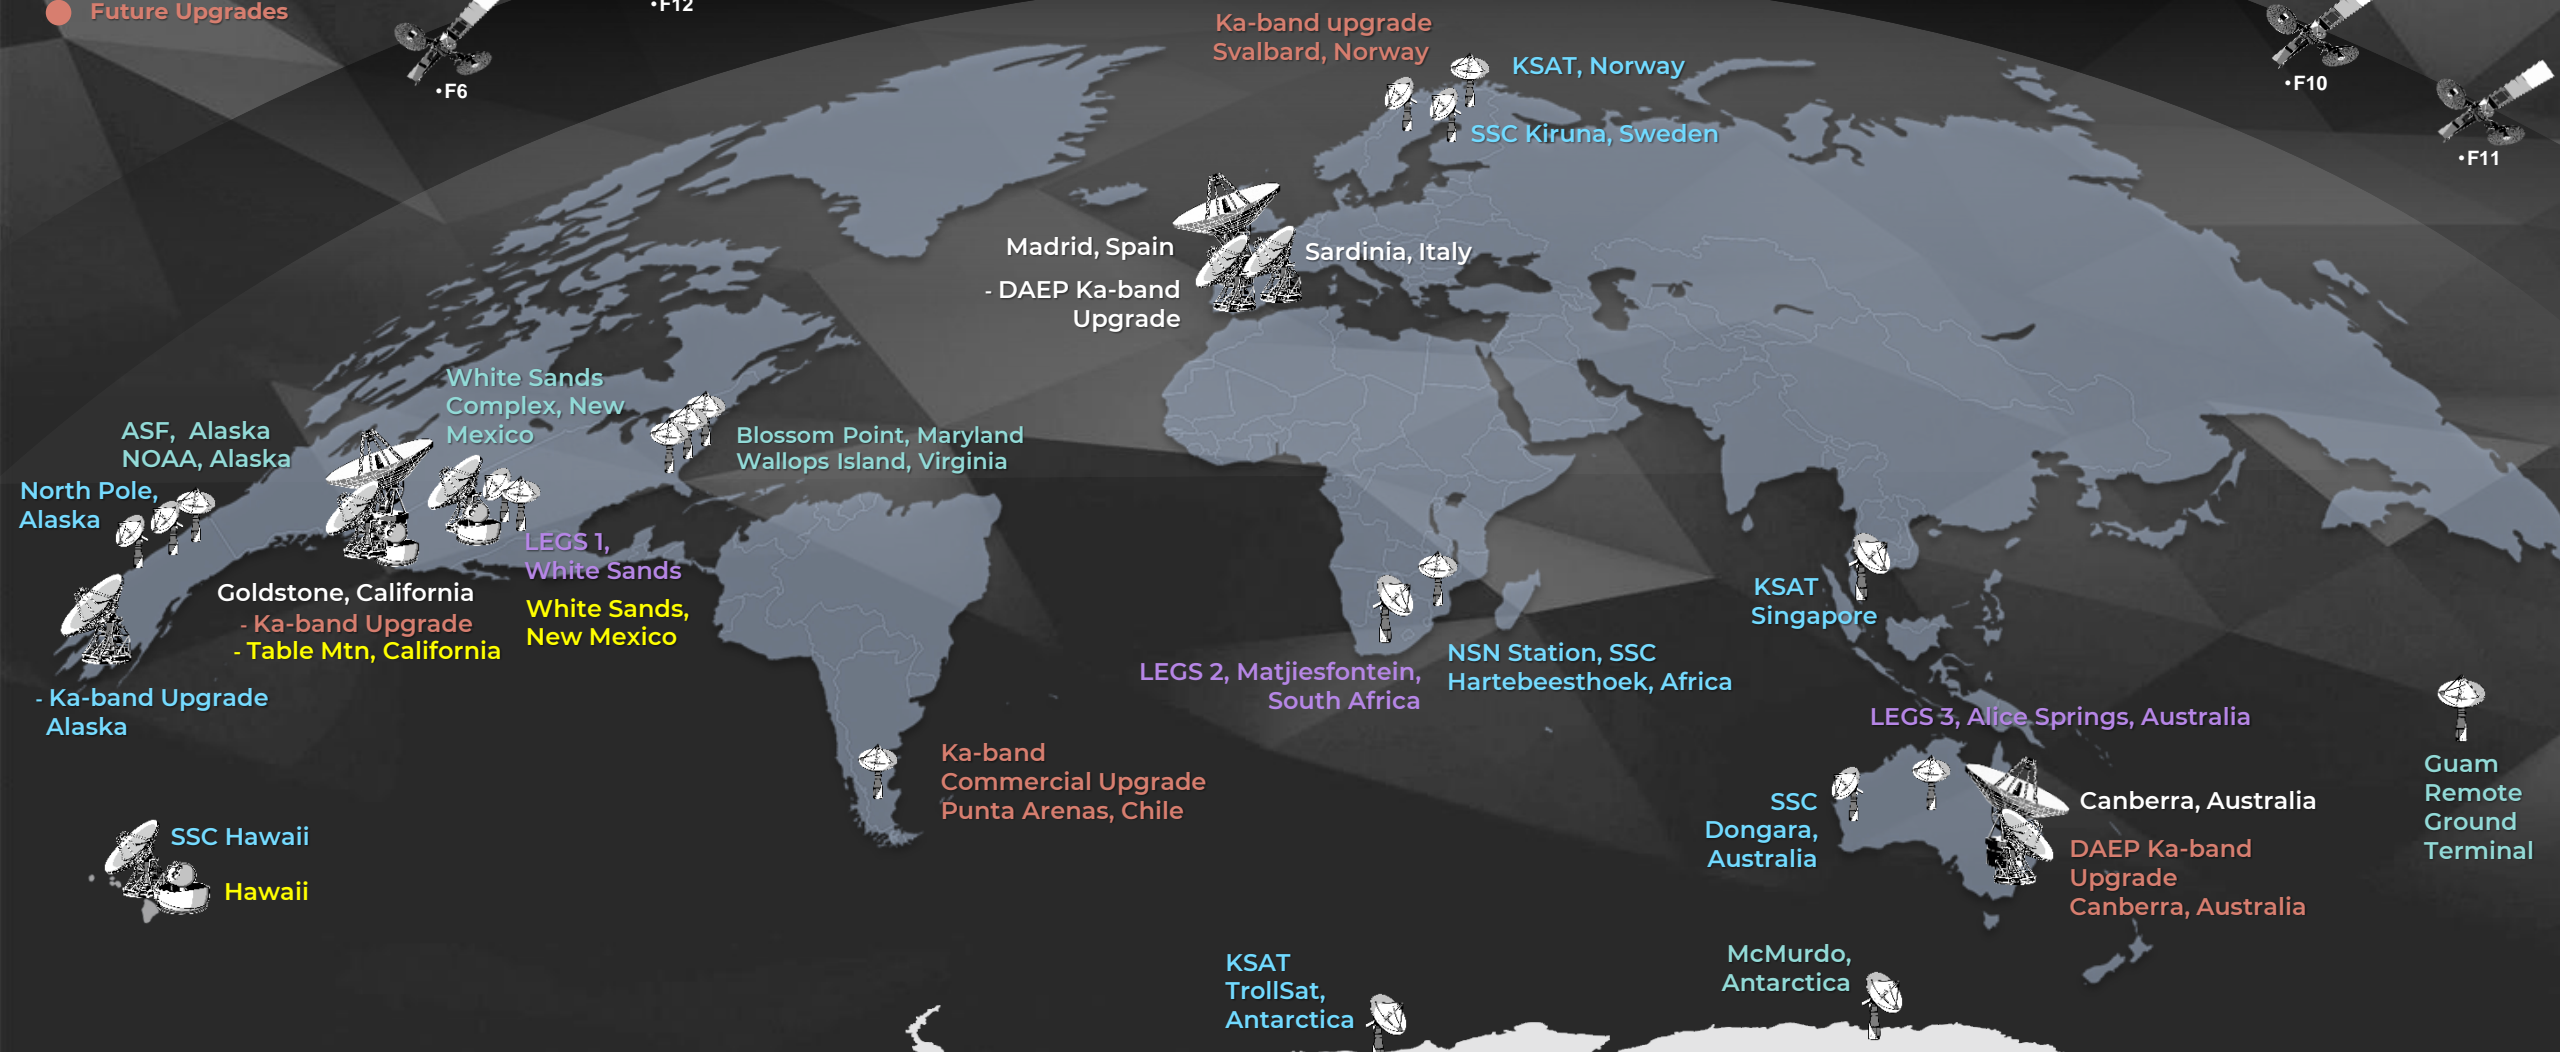 Future Upgrades
•F12
•F6
Ka-band upgrade
Svalbard, Norway
KSAT, Norway
SSC Kiruna, Sweden
•F10
•F11
Madrid, Spain
- DAEP Ka-band
Upgrade
Sardinia, Italy
White Sands
Complex, New
Mexico
ASF, Alaska
NOAA, Alaska
North Pole,
Alaska
Blossom Point, Maryland
Wallops Island, Virginia
LEGS 1,
White Sands
White Sands,
New Mexico
Goldstone, California
- Ka-band Upgrade
- Table Mtn, California
- Ka-band Upgrade
Alaska
SSC Hawaii
Hawaii
Ka-band
Commercial Upgrade
Punta Arenas, Chile
LEGS 2, Matjiesfontein,
South Africa
NSN Station, SSC
Hartebeesthoek, Africa
KSAT
Singapore
LEGS 3, Alice Springs, Australia
SSC
Dongara,
Australia
Canberra, Australia
DAEP Ka-band
Upgrade
Canberra, Australia
Guam
Remote
Ground
Terminal
KSAT
TrollSat,
Antarctica
McMurdo,
Antarctica